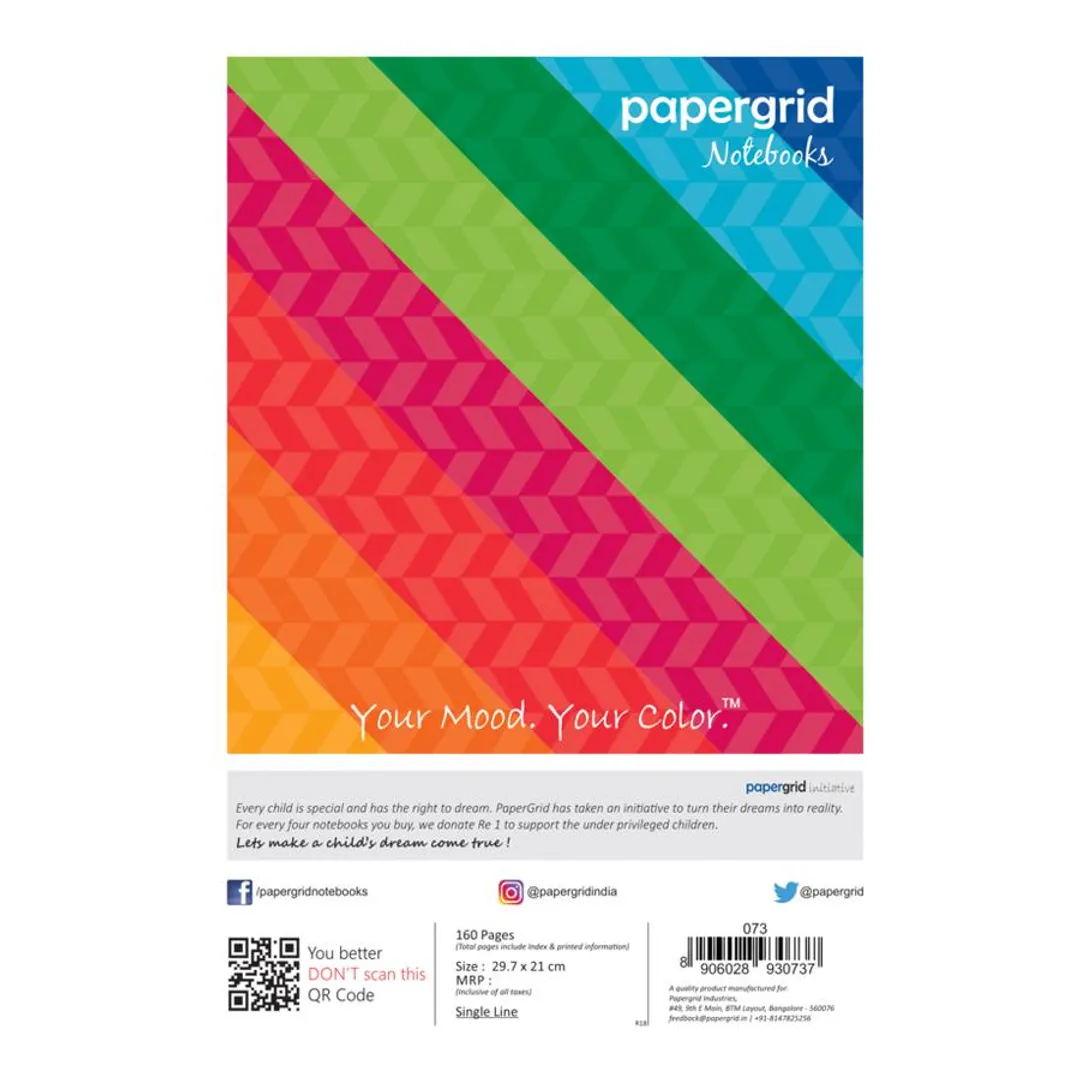 papergrid
Notebooks
Your Mood. Your Color.™
papergrid initiative
Every child is special and has the right to dream. PaperGrid has taken an initiative to turn their dreams into reality.
For every four notebooks you buy, we donate Re 1 to support the under privileged children.
Lets make a child's dream come true !
/papergridnotebooks
@papergridindia
@papergrid
You better
DON'T scan this
QR Code
160 Pages
(Total pages include Index & printed information)
Size : 29.7 x 21 cm
MRP :
(Inclusive of all taxes)
Single Line
R18
073
8 906028 930737
A quality product manufactured for:
Papergrid Industries,
#49, 9th E Main, BTM Layout, Bangalore - 560076
feedback@papergrid.in | +91-8147825256